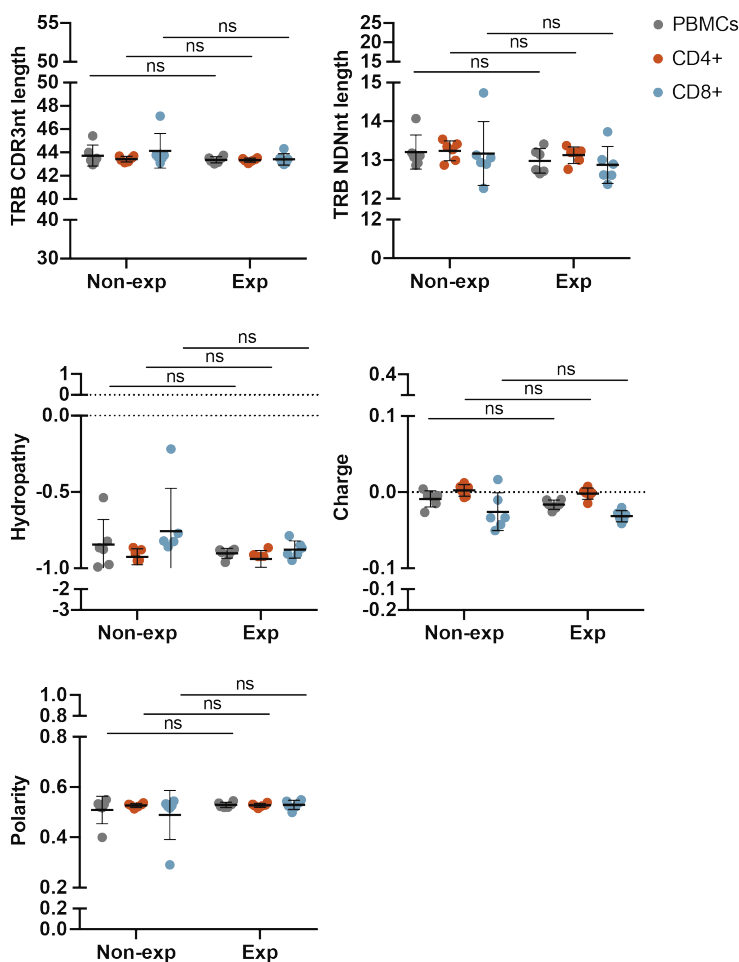 PBMCs
CD4+
CD8+
TRB CDR3nt length
55
50
50
48
46
44
42
40
40
30
ns
ns
ns
Non-exp
Exp
TRB NDNnt length
25
20
15
15
14
13
12
12
0
ns
ns
ns
Non-exp
Exp
Hydropathy
1
0
0.0
-0.5
-1.0
-2
-3
ns
ns
ns
Non-exp
Exp
Charge
0.4
0.1
0.1
0.0
-0.1
-0.1
-0.2
ns
ns
ns
Non-exp
Exp
Polarity
1.0
0.8
0.8
0.6
0.4
0.2
0.2
0.0
ns
ns
ns
Non-exp
Exp